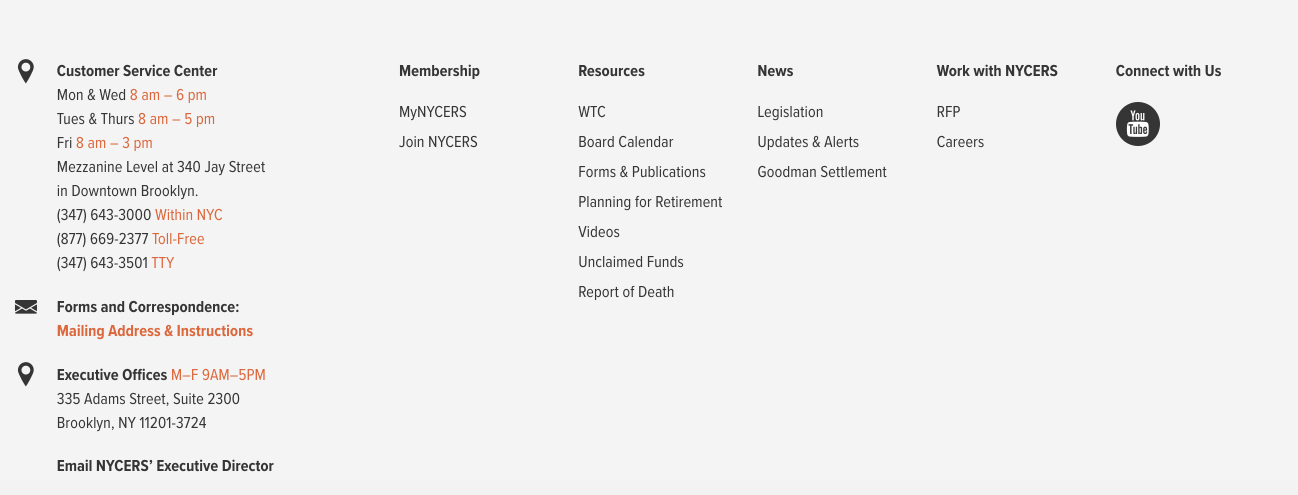 Customer Service Center
Mon & Wed 8 am – 6 pm
Tues & Thurs 8 am – 5 pm
Fri 8 am – 3 pm
Mezzanine Level at 340 Jay Street
in Downtown Brooklyn.
(347) 643-3000 Within NYC
(877) 669-2377 Toll-Free
(347) 643-3501 TTY
Forms and Correspondence:
Mailing Address & Instructions
Executive Offices M–F 9AM–5PM
335 Adams Street, Suite 2300
Brooklyn, NY 11201-3724
Email NYCERS’ Executive Director
Membership
MyNYCERS
Join NYCERS
Resources
WTC
Board Calendar
Forms & Publications
Planning for Retirement
Videos
Unclaimed Funds
Report of Death
News
Legislation
Updates & Alerts
Goodman Settlement
Work with NYCERS
RFP
Careers
Connect with Us
You
Tube